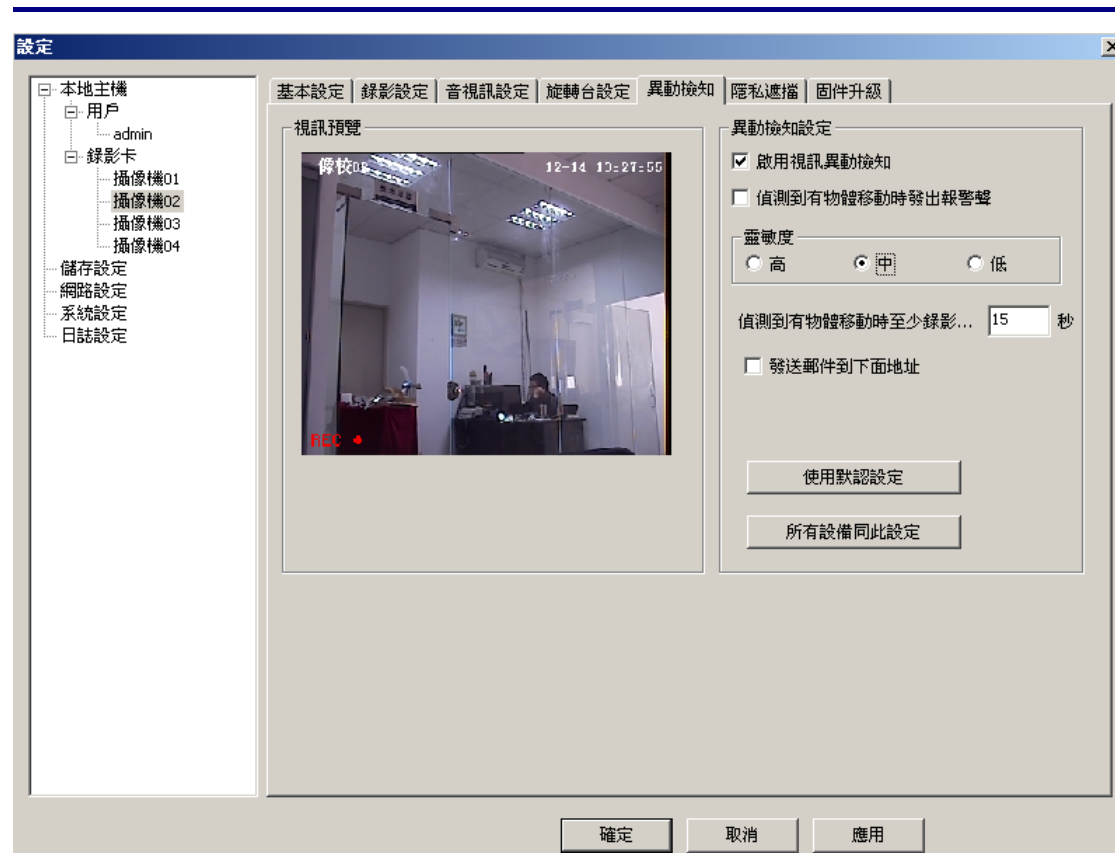 設定
本地主機
用戶
admin
錄影卡
攝像機01
攝像機02
攝像機03
攝像機04
儲存設定
網路設定
系統設定
日誌設定
基本設定 錄影設定 音視訊設定 旋轉台設定 異動檢知 隱私遮擋 固件升級
視訊預覽
12-14 10:27:55
REC
異動檢知設定
啟用視訊異動檢知
偵測到有物體移動時發出報警聲
靈敏度
高 中 低
偵測到有物體移動時至少錄影... 15 秒
發送郵件到下面地址
使用默認設定
所有設備同此設定
確定 取消 應用